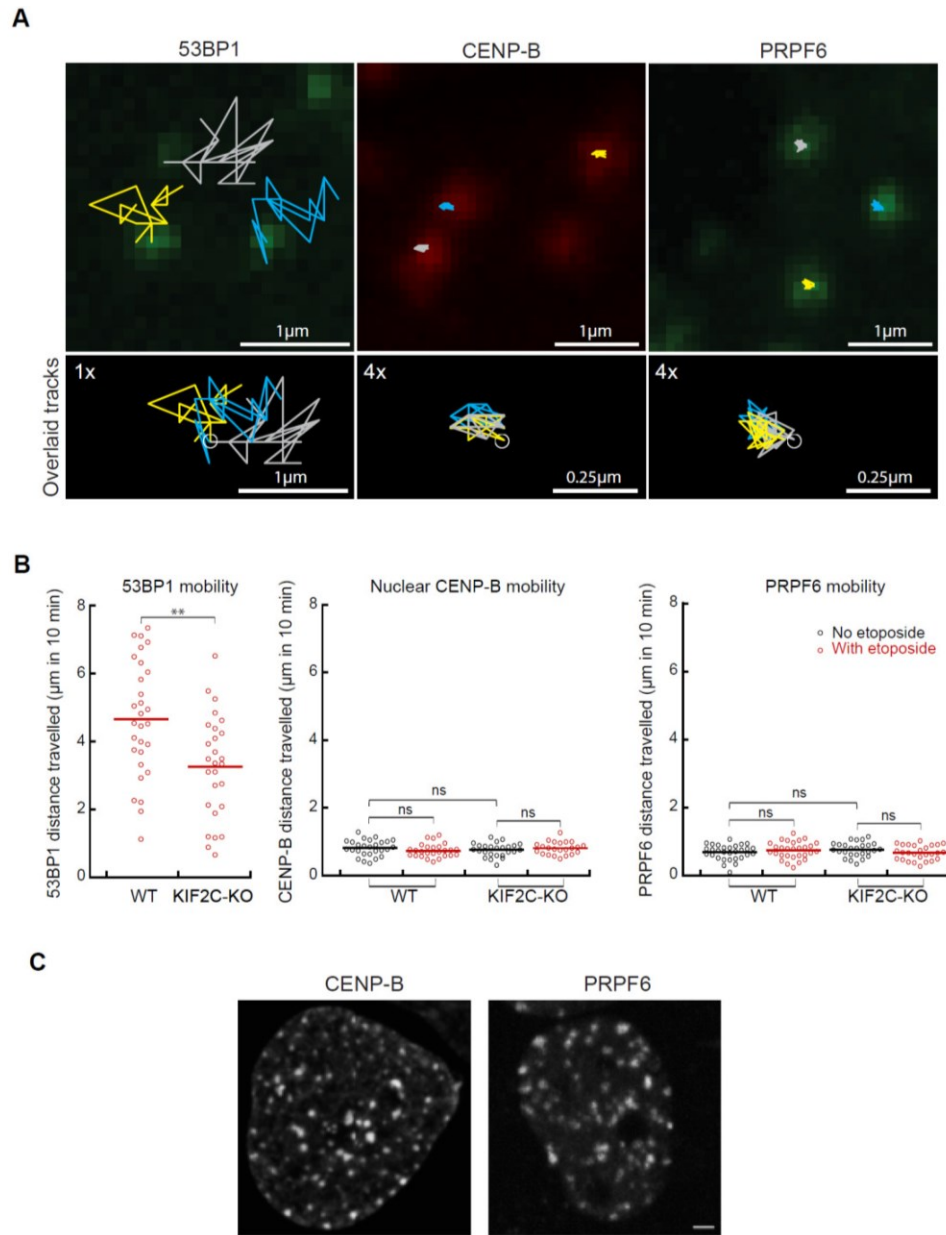 A
53BP1
CENP-B
PRPF6
1μm
1μm
1μm
Overlaid tracks
1x
4x
4x
1μm
0.25μm
0.25μm
B
53BP1 mobility
Nuclear CENP-B mobility
PRPF6 mobility
53BP1 distance travelled (μm in 10 min)
8
6
4
2
0
**
WT
KIF2C-KO
CENP-B distance travelled (μm in 10 min)
8
6
4
2
0
ns
ns
ns
WT
KIF2C-KO
PRPF6 distance travelled (μm in 10 min)
8
6
4
2
0
No etoposide
With etoposide
ns
ns
ns
WT
KIF2C-KO
C
CENP-B
PRPF6